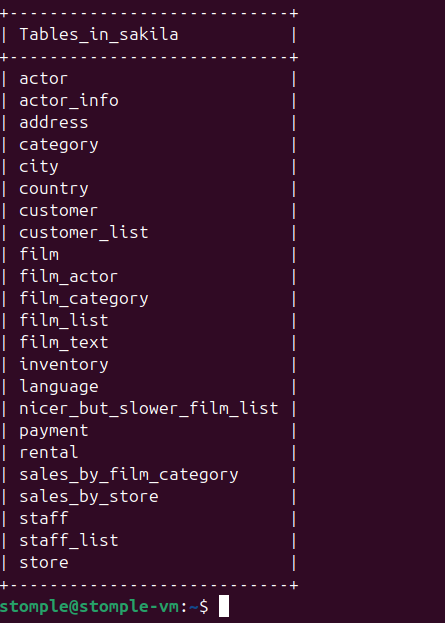 +----------------------------+
| Tables_in_sakila           |
+----------------------------+
| actor                      |
| actor_info                 |
| address                    |
| category                   |
| city                       |
| country                    |
| customer                   |
| customer_list              |
| film                       |
| film_actor                 |
| film_category              |
| film_list                  |
| film_text                  |
| inventory                  |
| language                   |
| nicer_but_slower_film_list |
| payment                    |
| rental                     |
| sales_by_film_category     |
| sales_by_store             |
| staff                      |
| staff_list                 |
| store                      |
+----------------------------+
stomple@stomple-vm:~$